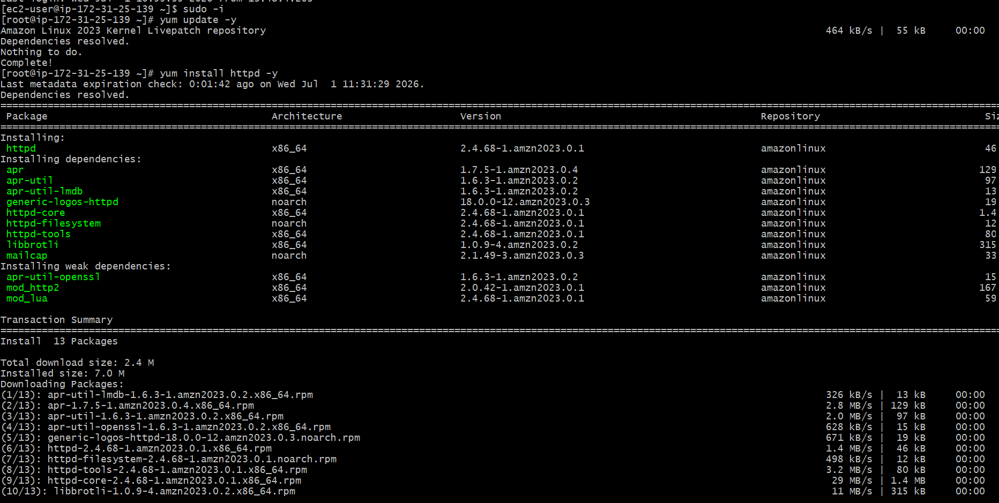 [ec2-user@ip-172-31-25-139 ~]$ sudo -i
[root@ip-172-31-25-139 ~]# yum update -y
Amazon Linux 2023 Kernel Livepatch repository 464 kB/s | 55 kB 00:00
Dependencies resolved.
Nothing to do.
Complete!
[root@ip-172-31-25-139 ~]# yum install httpd -y
Last metadata expiration check: 0:01:42 ago on Wed Jul  1 11:31:29 2026.
Dependencies resolved.
Package Architecture Version Repository Siz
Installing:
httpd x86_64 2.4.68-1.amzn2023.0.1 amazonlinux 46
Installing dependencies:
apr x86_64 1.7.5-1.amzn2023.0.4 amazonlinux 129
apr-util x86_64 1.6.3-1.amzn2023.0.2 amazonlinux 97
apr-util-lmdb x86_64 1.6.3-1.amzn2023.0.2 amazonlinux 13
generic-logos-httpd noarch 18.0.0-12.amzn2023.0.3 amazonlinux 19
httpd-core x86_64 2.4.68-1.amzn2023.0.1 amazonlinux 1.4
httpd-filesystem noarch 2.4.68-1.amzn2023.0.1 amazonlinux 12
httpd-tools x86_64 2.4.68-1.amzn2023.0.1 amazonlinux 80
libbrotli x86_64 1.0.9-4.amzn2023.0.2 amazonlinux 315
mailcap noarch 2.1.49-3.amzn2023.0.3 amazonlinux 33
Installing weak dependencies:
apr-util-openssl x86_64 1.6.3-1.amzn2023.0.2 amazonlinux 15
mod_http2 x86_64 2.0.42-1.amzn2023.0.1 amazonlinux 167
mod_lua x86_64 2.4.68-1.amzn2023.0.1 amazonlinux 59
Transaction Summary
Install  13 Packages
Total download size: 2.4 M
Installed size: 7.0 M
Downloading Packages:
(1/13): apr-util-lmdb-1.6.3-1.amzn2023.0.2.x86_64.rpm 326 kB/s | 13 kB 00:00
(2/13): apr-1.7.5-1.amzn2023.0.4.x86_64.rpm 2.8 MB/s | 129 kB 00:00
(3/13): apr-util-1.6.3-1.amzn2023.0.2.x86_64.rpm 2.0 MB/s | 97 kB 00:00
(4/13): apr-util-openssl-1.6.3-1.amzn2023.0.2.x86_64.rpm 628 kB/s | 15 kB 00:00
(5/13): generic-logos-httpd-18.0.0-12.amzn2023.0.3.noarch.rpm 671 kB/s | 19 kB 00:00
(6/13): httpd-2.4.68-1.amzn2023.0.1.x86_64.rpm 1.4 MB/s | 46 kB 00:00
(7/13): httpd-filesystem-2.4.68-1.amzn2023.0.1.noarch.rpm 498 kB/s | 12 kB 00:00
(8/13): httpd-tools-2.4.68-1.amzn2023.0.1.x86_64.rpm 3.2 MB/s | 80 kB 00:00
(9/13): httpd-core-2.4.68-1.amzn2023.0.1.x86_64.rpm 29 MB/s | 1.4 MB 00:00
(10/13): libbrotli-1.0.9-4.amzn2023.0.2.x86_64.rpm 11 MB/s | 315 kB 00:00